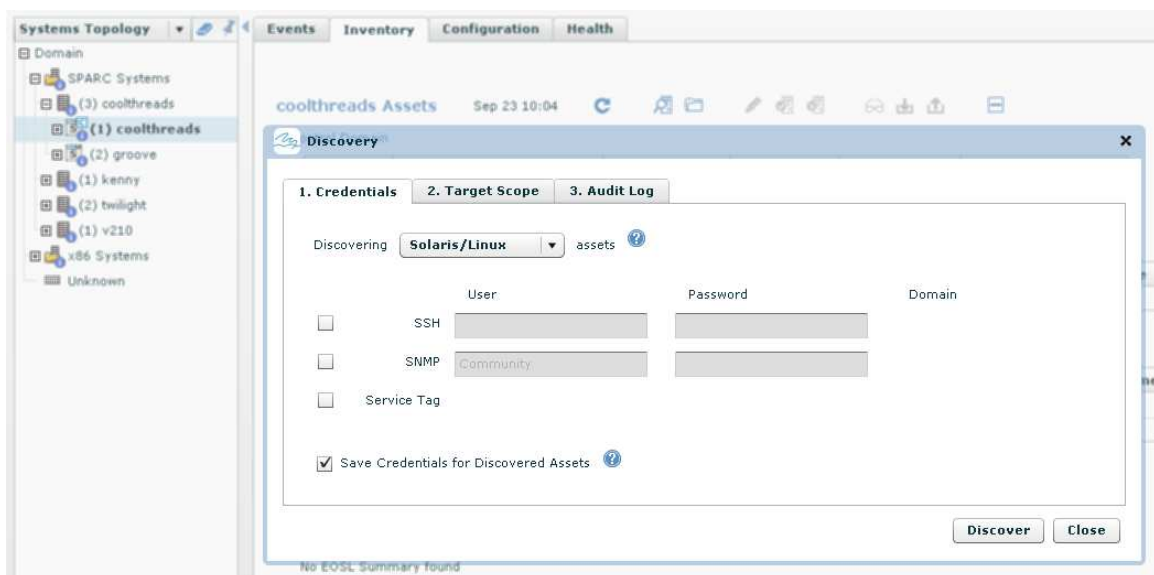 Systems Topology
Domain
SPARC Systems
(3) coolthreads
(1) coolthreads
(2) groove
(1) kenny
(2) twilight
(1) v210
x86 Systems
Unknown
Events Inventory Configuration Health
coolthreads Assets Sep 23 10:04
Discovery
1. Credentials 2. Target Scope 3. Audit Log
Discovering Solaris/Linux assets
User Password Domain
SSH
SNMP Community
Service Tag
Save Credentials for Discovered Assets
Discover Close
No EOSL Summary found